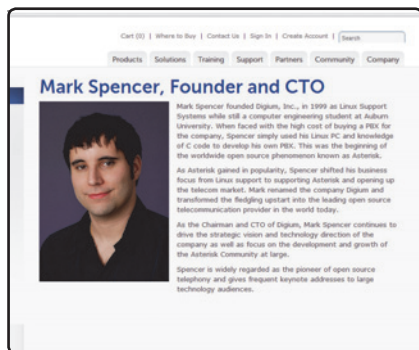 Cart (0) | Where to Buy | Contact Us | Sign In | Create Account | Search
Products Solutions Training Support Partners Community Company
Mark Spencer, Founder and CTO
Mark Spencer founded Digium, Inc., in 1999 as Linux Support
Systems while still a computer engineering student at Auburn
University. When faced with the high cost of buying a PBX for
the company, Spencer simply used his Linux PC and knowledge
of C code to develop his own PBX. This was the beginning of
the worldwide open source phenomenon known as Asterisk.
As Asterisk gained in popularity, Spencer shifted his business
focus from Linux support to supporting Asterisk and opening up
the telecom market. Mark renamed the company Digium and
transformed the fledgling upstart into the leading open source
telecommunication provider in the world today.
As the Chairman and CTO of Digium, Mark Spencer continues to
drive the strategic vision and technology direction of the
company as well as focus on the development and growth of
the Asterisk Community at large.
Spencer is widely regarded as the pioneer of open source
telephony and gives frequent keynote addresses to large
technology audiences.